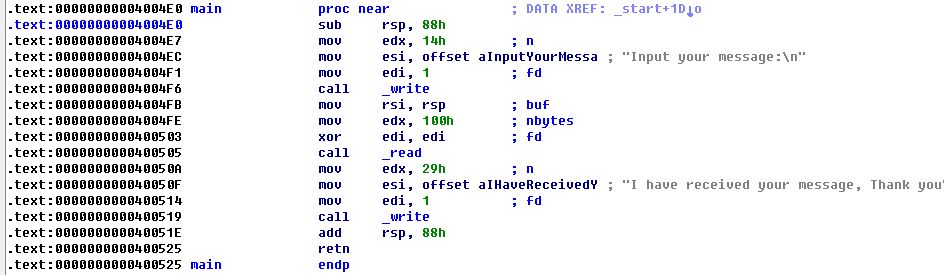 .text:00000000004004E0 main proc near ; DATA XREF: _start+1D↓o
.text:00000000004004E0 sub rsp, 88h
.text:00000000004004E7 mov edx, 14h ; n
.text:00000000004004EC mov esi, offset aInputYourMessa ; "Input your message:\n"
.text:00000000004004F1 mov edi, 1 ; fd
.text:00000000004004F6 call _write
.text:00000000004004FB mov rsi, rsp ; buf
.text:00000000004004FE mov edx, 100h ; nbytes
.text:0000000000400503 xor edi, edi ; fd
.text:0000000000400505 call _read
.text:000000000040050A mov edx, 29h ; n
.text:000000000040050F mov esi, offset aIHaveReceivedY ; "I have received your message, Thank you"
.text:0000000000400514 mov edi, 1 ; fd
.text:0000000000400519 call _write
.text:000000000040051E add rsp, 88h
.text:0000000000400525 retn
.text:0000000000400525 main endp